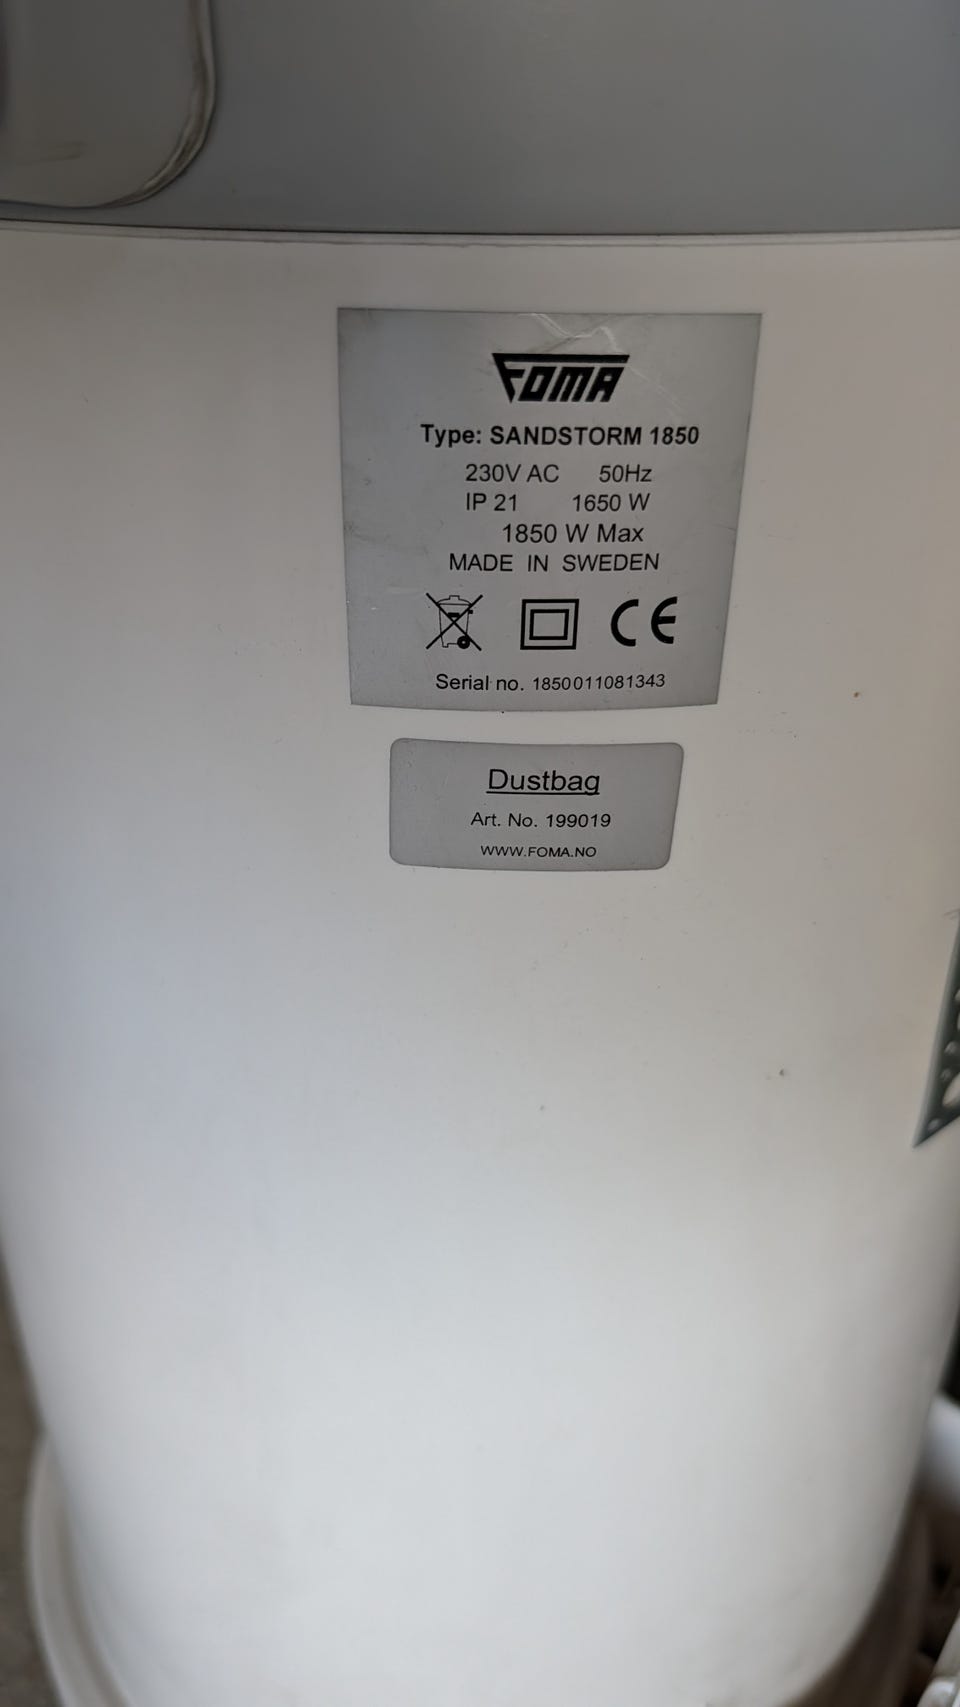 FOMA
Type: SANDSTORM 1850
230V AC 50Hz
IP 21 1650 W
1850 W Max
MADE IN SWEDEN
CE
Serial no. 1850011081343
Dustbag
Art. No. 199019
WWW.FOMA.NO